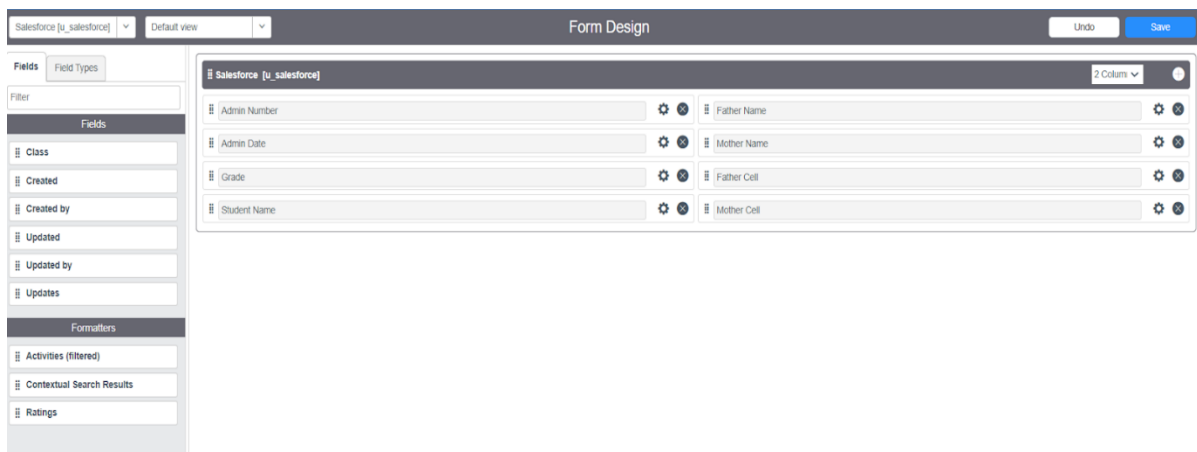 Salesforce [u_salesforce]
Default view
Form Design
Undo
Save
Fields
Field Types
Filter
Fields
Class
Created
Created by
Updated
Updated by
Updates
Formatters
Activities (filtered)
Contextual Search Results
Ratings
Salesforce [u_salesforce]
2 Colum
Admin Number
Father Name
Admin Date
Mother Name
Grade
Father Cell
Student Name
Mother Cell